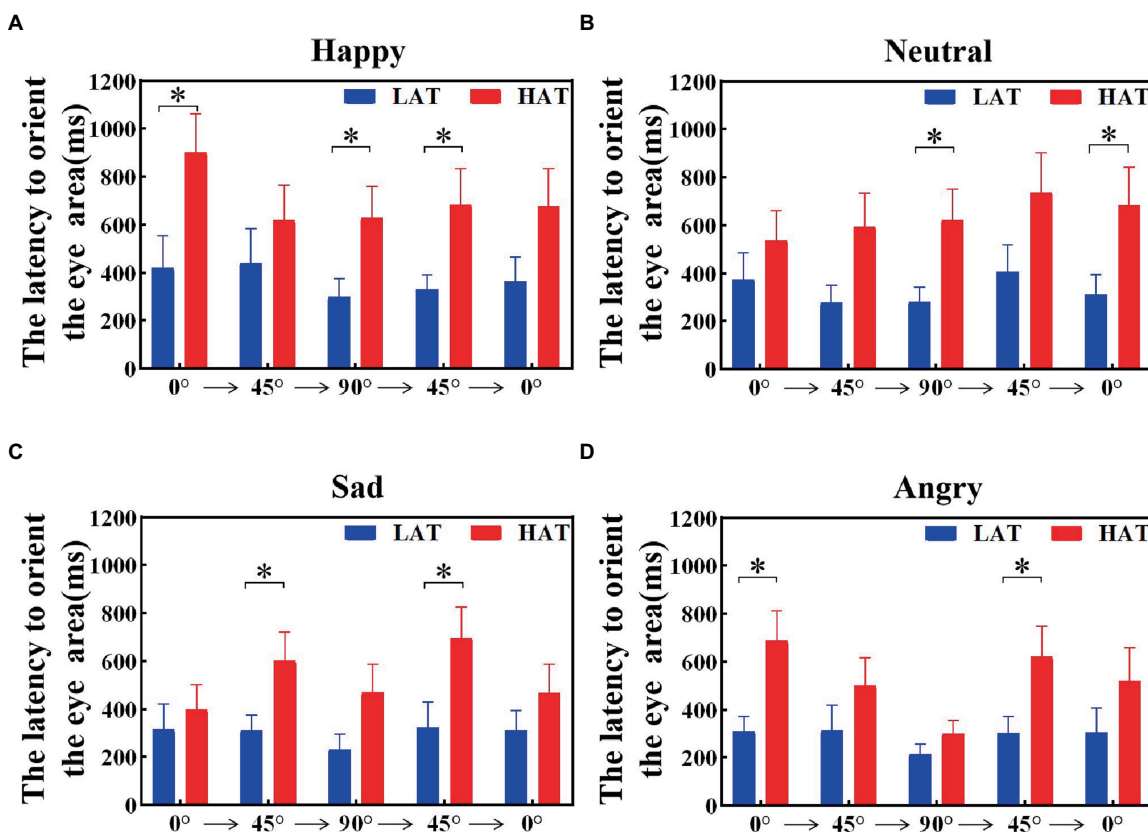 A
Happy
The latency to orient
the eye area(ms)
1200
1000
800
600
400
200
0
LAT HAT
*
*
*
0° → 45° → 90° → 45° → 0°
B
Neutral
The latency to orient
the eye area(ms)
1200
1000
800
600
400
200
0
LAT HAT
*
*
0° → 45° → 90° → 45° → 0°
C
Sad
The latency to orient
the eye area(ms)
1200
1000
800
600
400
200
0
LAT HAT
*
*
0° → 45° → 90° → 45° → 0°
D
Angry
The latency to orient
the eye area(ms)
1200
1000
800
600
400
200
0
LAT HAT
*
*
0° → 45° → 90° → 45° → 0°